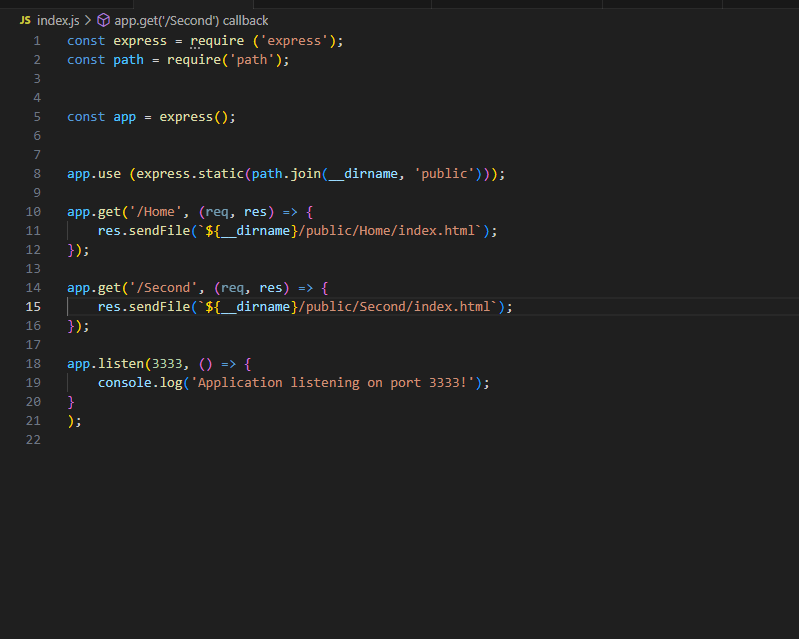 JS index.js > app.get('/Second') callback
1 const express = require ('express');
2 const path = require('path');
3
4
5 const app = express();
6
7
8 app.use (express.static(path.join(__dirname, 'public')));
9
10 app.get('/Home', (req, res) => {
11     res.sendFile(`${__dirname}/public/Home/index.html`);
12 });
13
14 app.get('/Second', (req, res) => {
15     res.sendFile(`${__dirname}/public/Second/index.html`);
16 });
17
18 app.listen(3333, () => {
19     console.log('Application listening on port 3333!');
20 }
21 );
22